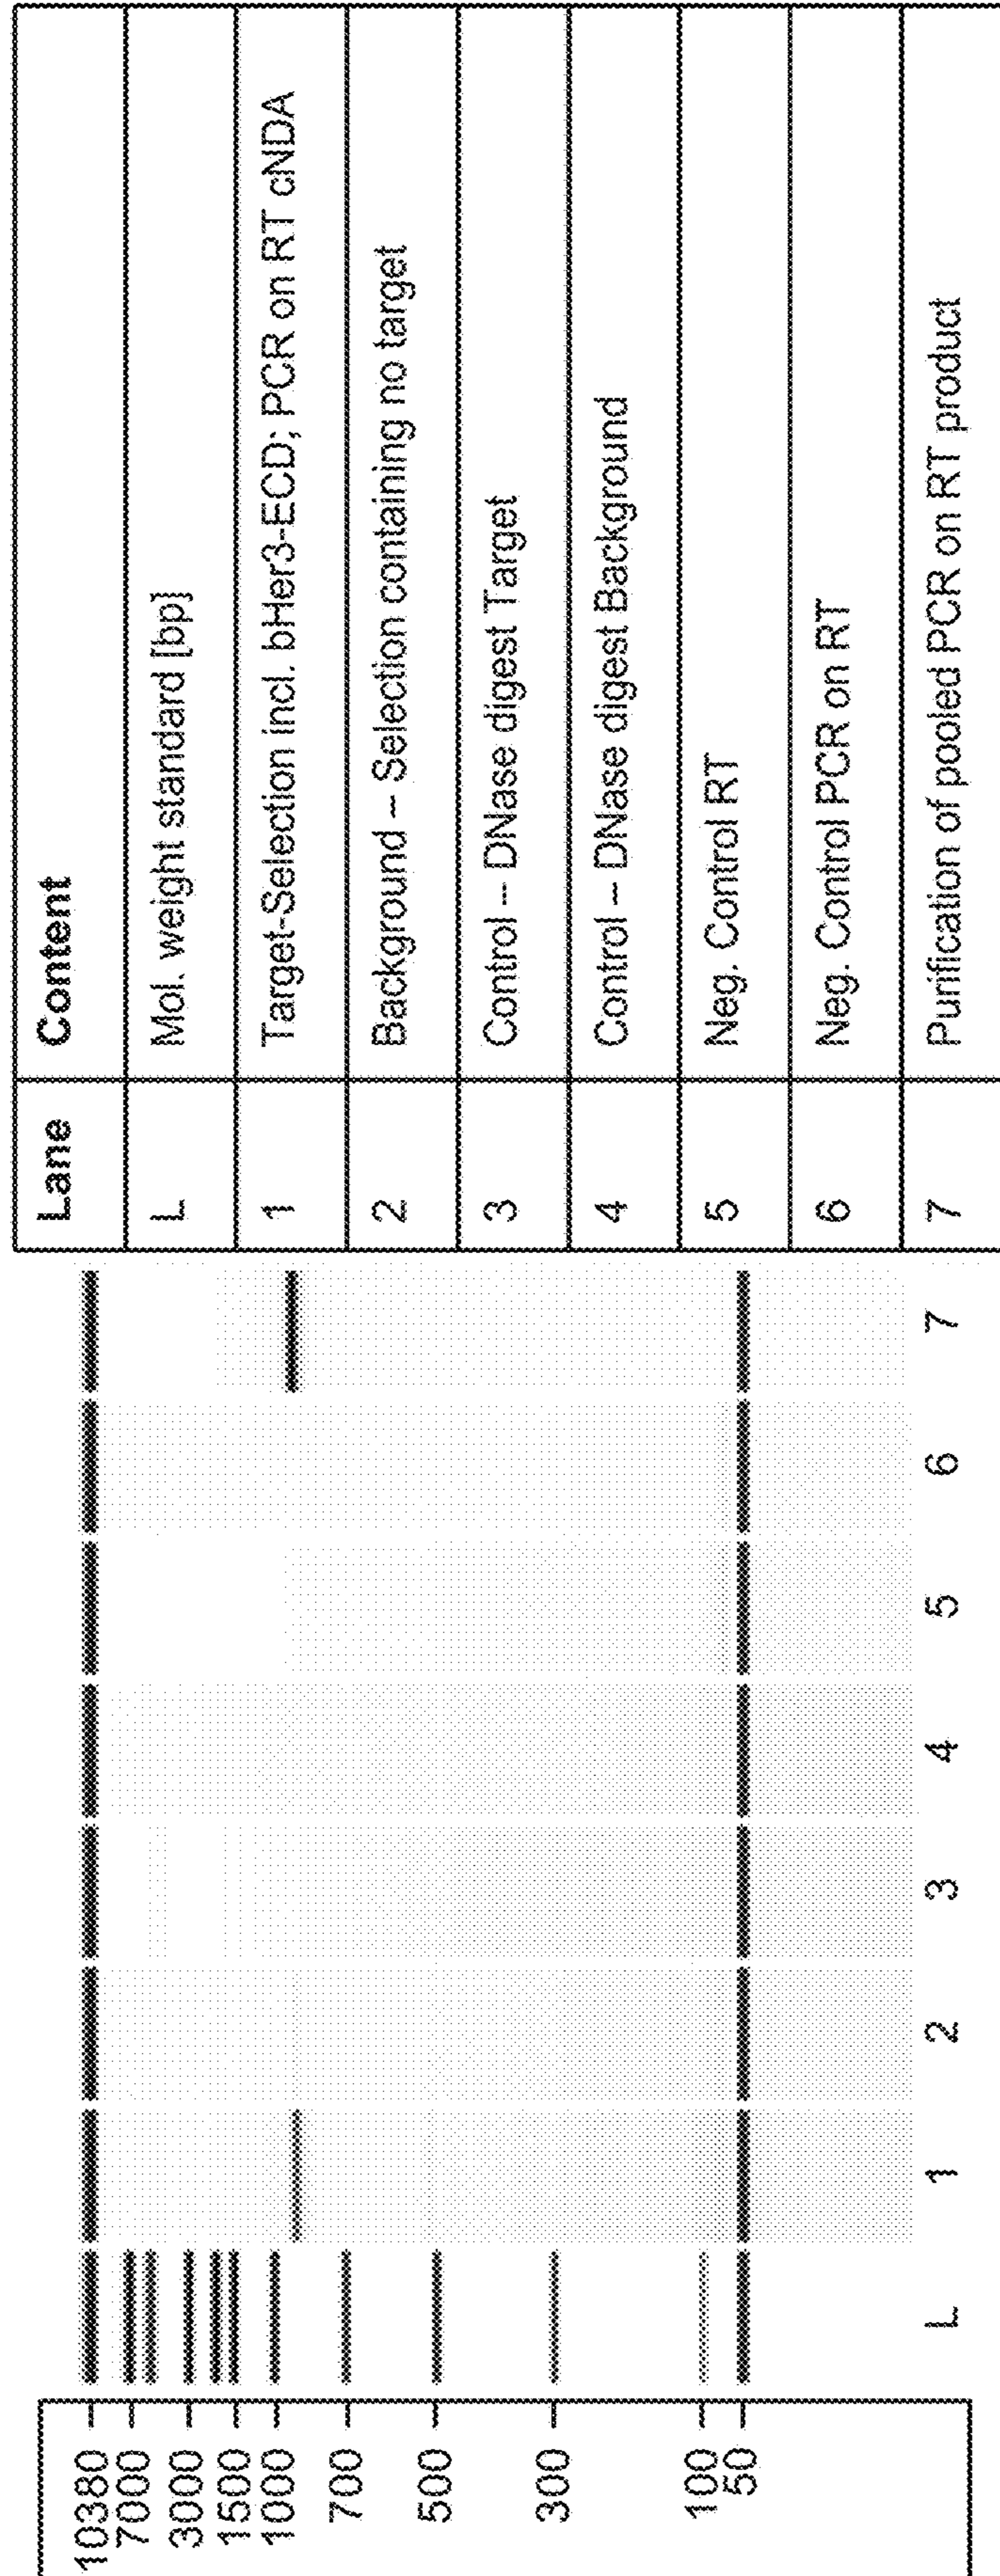 10380
7000
3000
1500
1000
700
500
300
100
50
L 1 2 3 4 5 6 7
Lane Content
L Mol. weight standard [bp]
1 Target-Selection incl. bHer3-ECD; PCR on RT cNDA
2 Background – Selection containing no target
3 Control – DNase digest Target
4 Control – DNase digest Background
5 Neg. Control RT
6 Neg. Control PCR on RT
7 Purification of pooled PCR on RT product